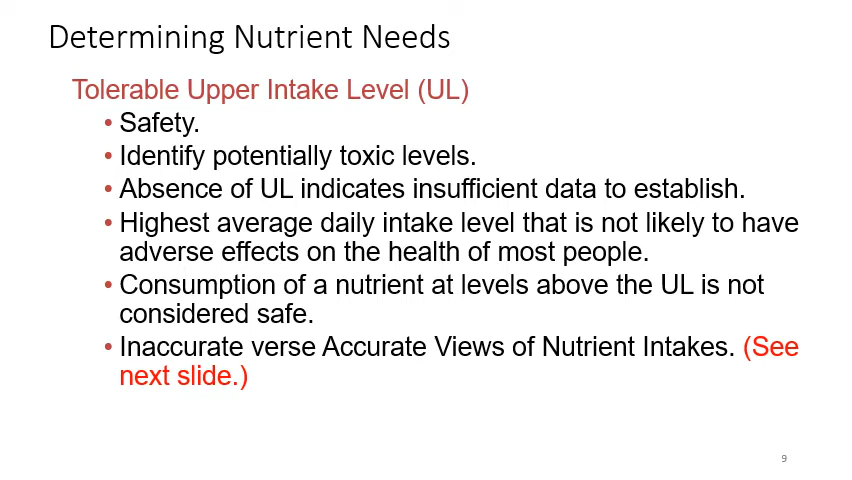 Determining Nutrient Needs
Tolerable Upper Intake Level (UL)
• Safety.
• Identify potentially toxic levels.
• Absence of UL indicates insufficient data to establish.
• Highest average daily intake level that is not likely to have
adverse effects on the health of most people.
• Consumption of a nutrient at levels above the UL is not
considered safe.
• Inaccurate verse Accurate Views of Nutrient Intakes. (See
next slide.)
9